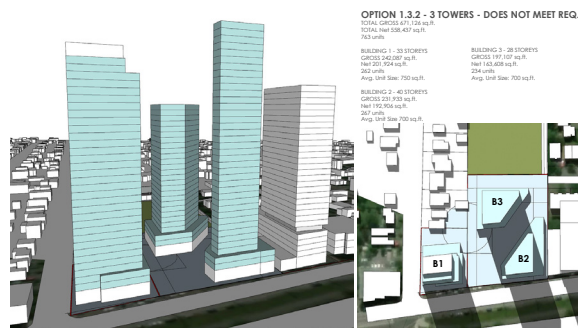 OPTION 1.3.2 - 3 TOWERS - DOES NOT MEET REQ.
TOTAL GROSS 671,126 sq.ft.
TOTAL Net 558,437 sq.ft.
763 units
BUILDING 1 - 33 STOREYS
GROSS 242,087 sq.ft.
Net 201,924 sq.ft.
262 units
Avg. Unit Size: 750 sq.ft.
BUILDING 2 - 40 STOREYS
GROSS 231,933 sq.ft.
Net 192,906 sq.ft.
267 units
Avg. Unit Size 700 sq.ft.
BUILDING 3 - 28 STOREYS
GROSS 197,107 sq.ft.
Net 163,608 sq.ft.
234 units
Avg. Unit Size: 700 sq.ft.
B3
B1
B2